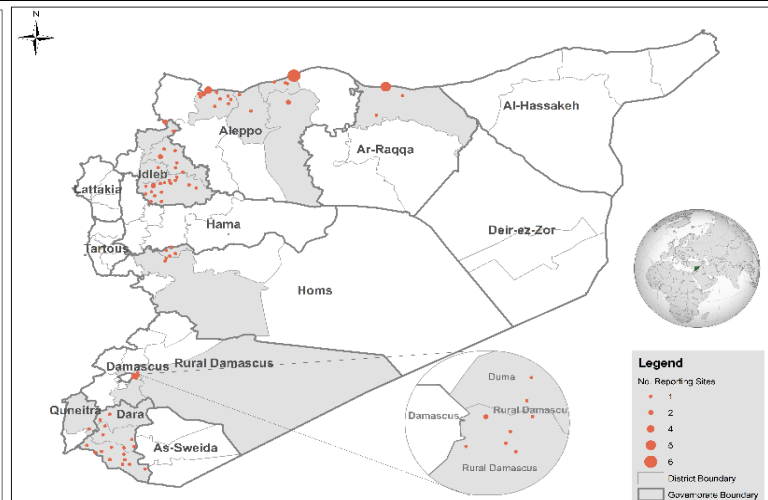 N
Al-Hassakeh
Aleppo
Ar-Raqqa
Idleb
Lattakia
Hama
Deir-ez-Zor
Tartous
Homs
Damascus
Rural Damascus
Quneitra
Dara
As-Sweida
Duma
Damascus
Rural Damascu
Rural Damascus
Legend
No. Reporting Sites
1
2
4
5
6
District Boundary
Governorate Boundary